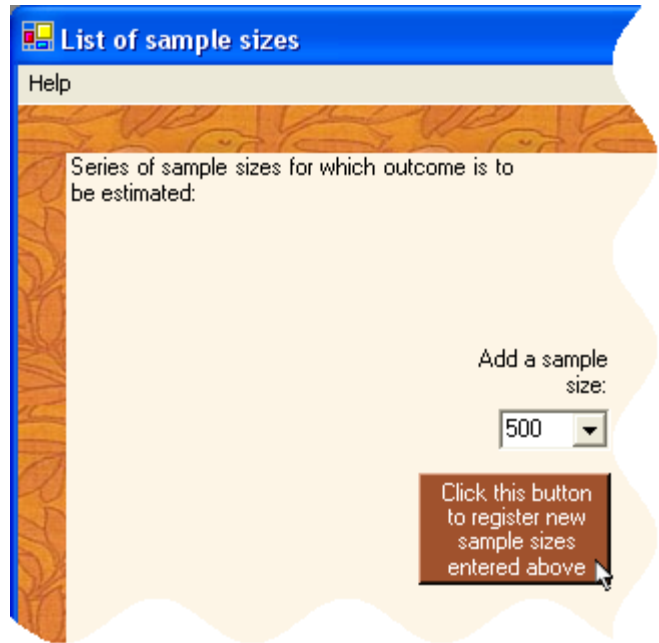 List of sample sizes
Help
Series of sample sizes for which outcome is to
be estimated:
Add a sample
size:
500
Click this button
to register new
sample sizes
entered above